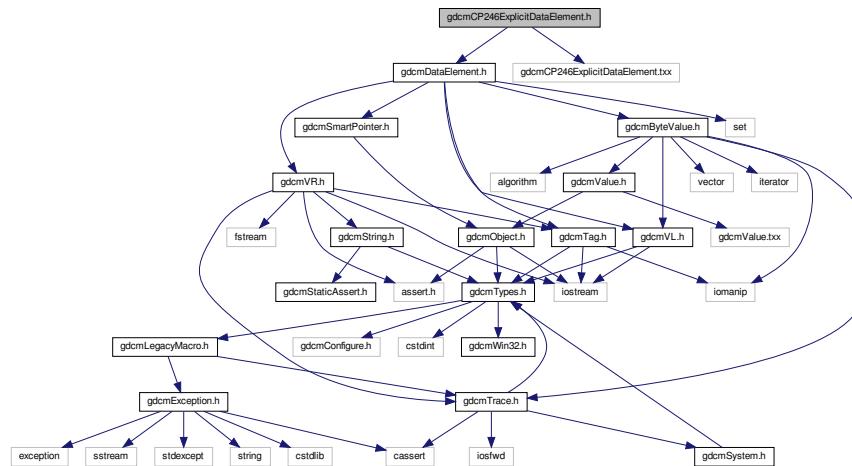 gdcmCP246ExplicitDataElement.h
gdcmDataElement.h
gdcmCP246ExplicitDataElement.txx
gdcmSmartPointer.h
gdcmByteValue.h
set
gdcmVR.h
algorithm
gdcmValue.h
vector
iterator
fstream
gdcmString.h
gdcmObject.h
gdcmTag.h
gdcmVL.h
gdcmValue.txx
gdcmStaticAssert.h
assert.h
gdcmTypes.h
iostream
iomanip
gdcmLegacyMacro.h
gdcmConfigure.h
cstdint
gdcmWin32.h
gdcmException.h
gdcmTrace.h
exception
sstream
stdexcept
string
cstdlib
cassert
iosfwd
gdcmSystem.h